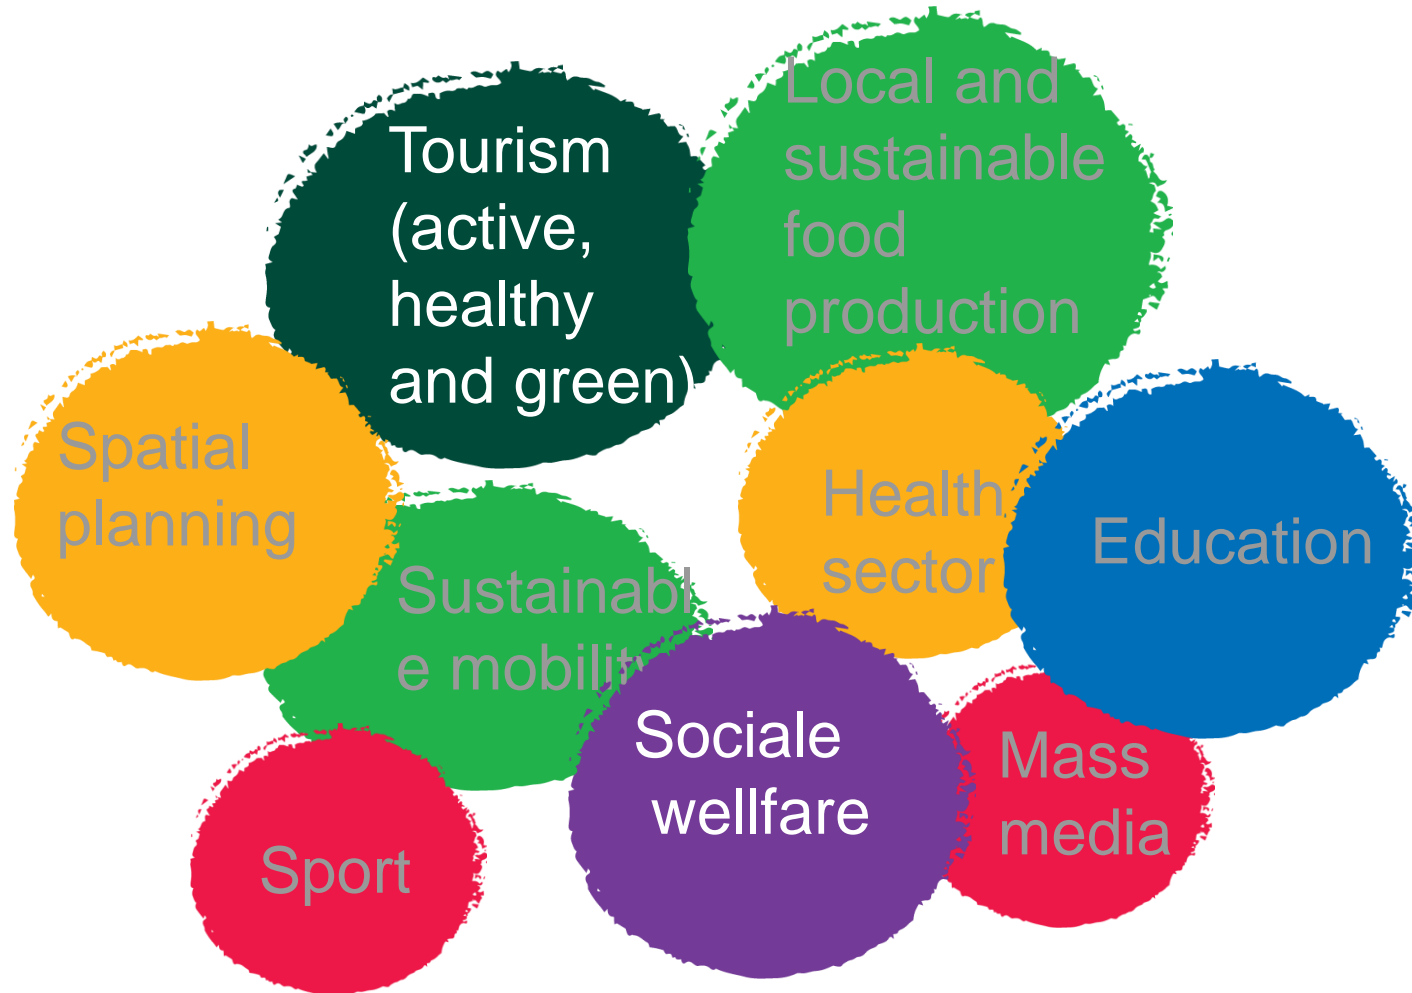 Tourism
(active,
healthy
and green)
Local and
sustainable
food
production
Spatial
planning
Health
sector
Education
Sustainabl
e mobility
Sociale
wellfare
Mass
media
Sport